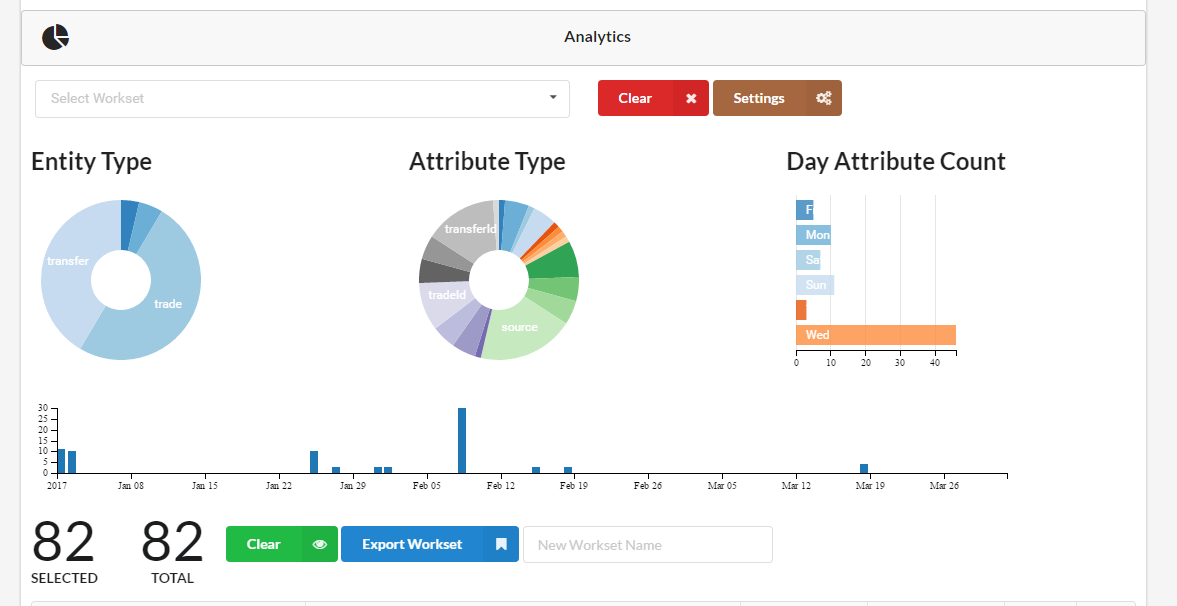 Analytics
Select Workset
Clear
Settings
Entity Type
Attribute Type
Day Attribute Count
transfer
trade
transferId
tradeId
source
F
Mon
Sa
Sun
Wed
0 10 20 30 40
30
25
20
15
10
5
0
2017 Jan 08 Jan 15 Jan 22 Jan 29 Feb 05 Feb 12 Feb 19 Feb 26 Mar 05 Mar 12 Mar 19 Mar 26
82
SELECTED
82
TOTAL
Clear
Export Workset
New Workset Name